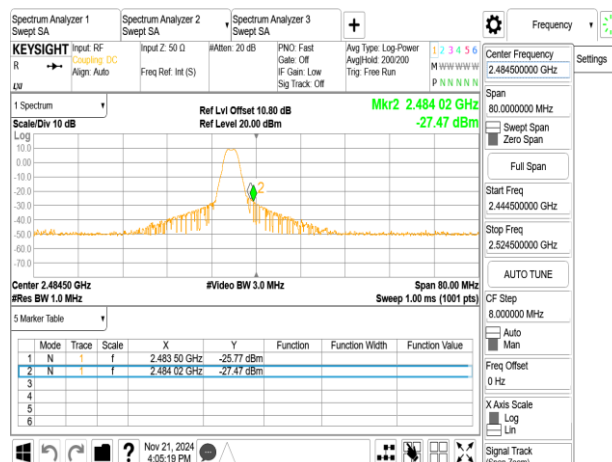 Spectrum Analyzer 1
Swept SA
Spectrum Analyzer 2
Swept SA
Spectrum Analyzer 3
Swept SA
+
Frequency
KEYSIGHT
R
LXI
Input: RF
Coupling: DC
Align: Auto
Input Z: 50 Ω
Freq Ref: Int (S)
#Atten: 20 dB
PNO: Fast
Gate: Off
IF Gain: Low
Sig Track: Off
Avg Type: Log-Power
Avg|Hold: 200/200
Trig: Free Run
1 2 3 4 5 6
M W W W W W
P N N N N N
1 Spectrum
Scale/Div 10 dB
Ref Lvl Offset 10.80 dB
Ref Level 20.00 dBm
Mkr2 2.484 02 GHz
-27.47 dBm
Log
10.0
0.00
-10.0
-20.0
-30.0
-40.0
-50.0
-60.0
-70.0
2
Center 2.48450 GHz
#Res BW 1.0 MHz
#Video BW 3.0 MHz
Span 80.00 MHz
Sweep 1.00 ms (1001 pts)
5 Marker Table
Mode Trace Scale X Y Function Function Width Function Value
1 N 1 f 2.483 50 GHz -25.77 dBm
2 N 1 f 2.484 02 GHz -27.47 dBm
3
4
5
6
Nov 21, 2024
4:05:19 PM
?
Settings
Center Frequency
2.484500000 GHz
Span
80.0000000 MHz
Swept Span
Zero Span
Full Span
Start Freq
2.444500000 GHz
Stop Freq
2.524500000 GHz
AUTO TUNE
CF Step
8.000000 MHz
Auto
Man
Freq Offset
0 Hz
X Axis Scale
Log
Lin
Signal Track
(Span Zoom)